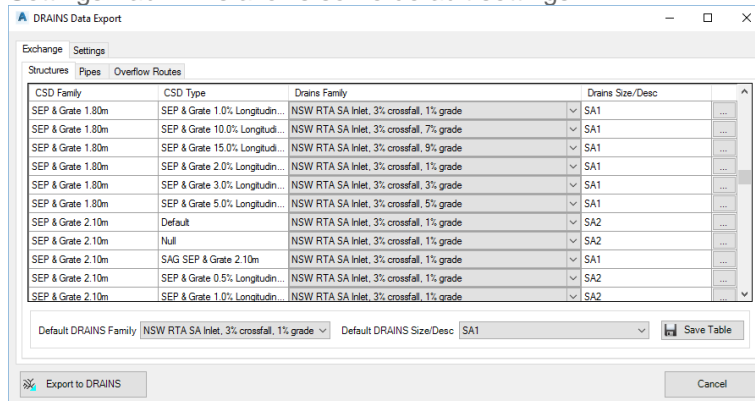 DRAINS Data Export
Exchange Settings
Structures Pipes Overflow Routes
CSD Family CSD Type Drains Family Drains Size/Desc
SEP & Grate 1.80m SEP & Grate 1.0% Longitudin... NSW RTA SA Inlet, 3% crossfall, 1% grade SA1 ...
SEP & Grate 1.80m SEP & Grate 10.0% Longitudi... NSW RTA SA Inlet, 3% crossfall, 7% grade SA1 ...
SEP & Grate 1.80m SEP & Grate 15.0% Longitudi... NSW RTA SA Inlet, 3% crossfall, 9% grade SA1 ...
SEP & Grate 1.80m SEP & Grate 2.0% Longitudin... NSW RTA SA Inlet, 3% crossfall, 1% grade SA1 ...
SEP & Grate 1.80m SEP & Grate 3.0% Longitudin... NSW RTA SA Inlet, 3% crossfall, 3% grade SA1 ...
SEP & Grate 1.80m SEP & Grate 5.0% Longitudin... NSW RTA SA Inlet, 3% crossfall, 5% grade SA1 ...
SEP & Grate 2.10m Default NSW RTA SA Inlet, 3% crossfall, 1% grade SA2 ...
SEP & Grate 2.10m Null NSW RTA SA Inlet, 3% crossfall, 1% grade SA2 ...
SEP & Grate 2.10m SAG SEP & Grate 2.10m NSW RTA SA Inlet, 3% crossfall, 1% grade SA1 ...
SEP & Grate 2.10m SEP & Grate 0.5% Longitudin... NSW RTA SA Inlet, 3% crossfall, 1% grade SA2 ...
SEP & Grate 2.10m SEP & Grate 1.0% Longitudin... NSW RTA SA Inlet, 3% crossfall, 1% grade SA2 ...
Default DRAINS Family NSW RTA SA Inlet, 3% crossfall, 1% grade Default DRAINS Size/Desc SA1 Save Table
Export to DRAINS Cancel